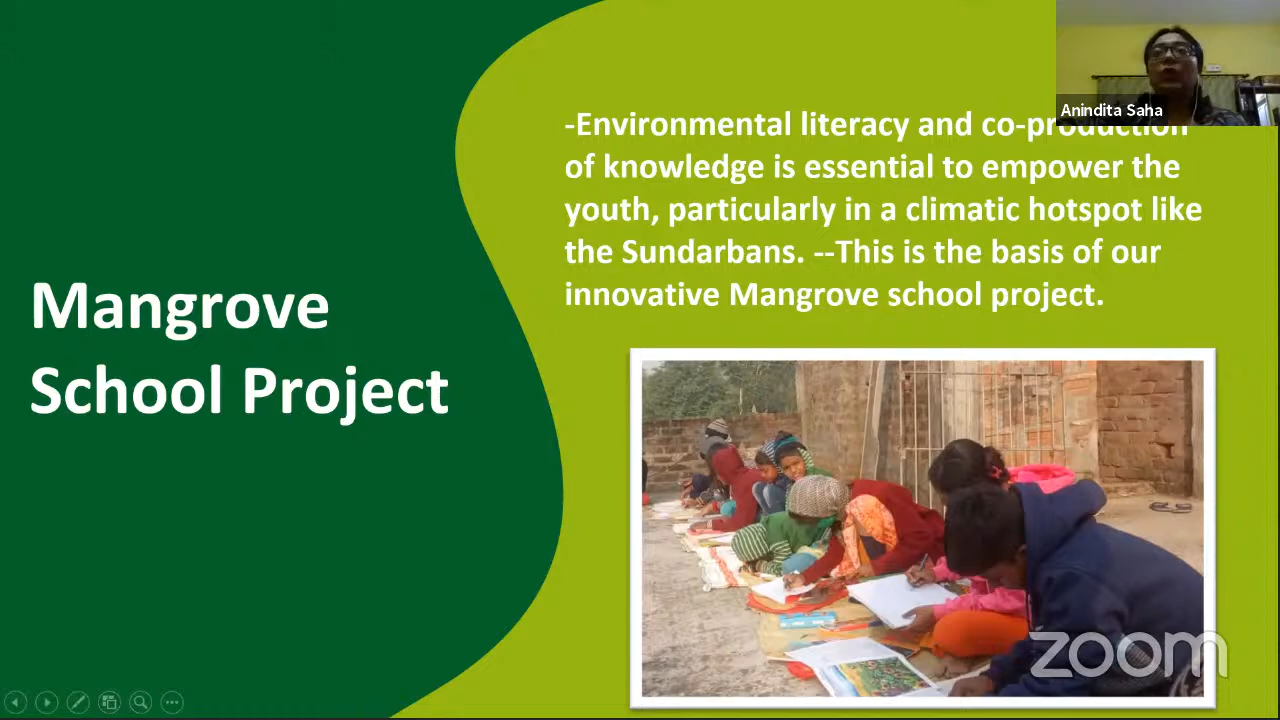 Anindita Saha
-Environmental literacy and co-production
of knowledge is essential to empower the
youth, particularly in a climatic hotspot like
the Sundarbans. --This is the basis of our
innovative Mangrove school project.
Mangrove
School Project
zoom